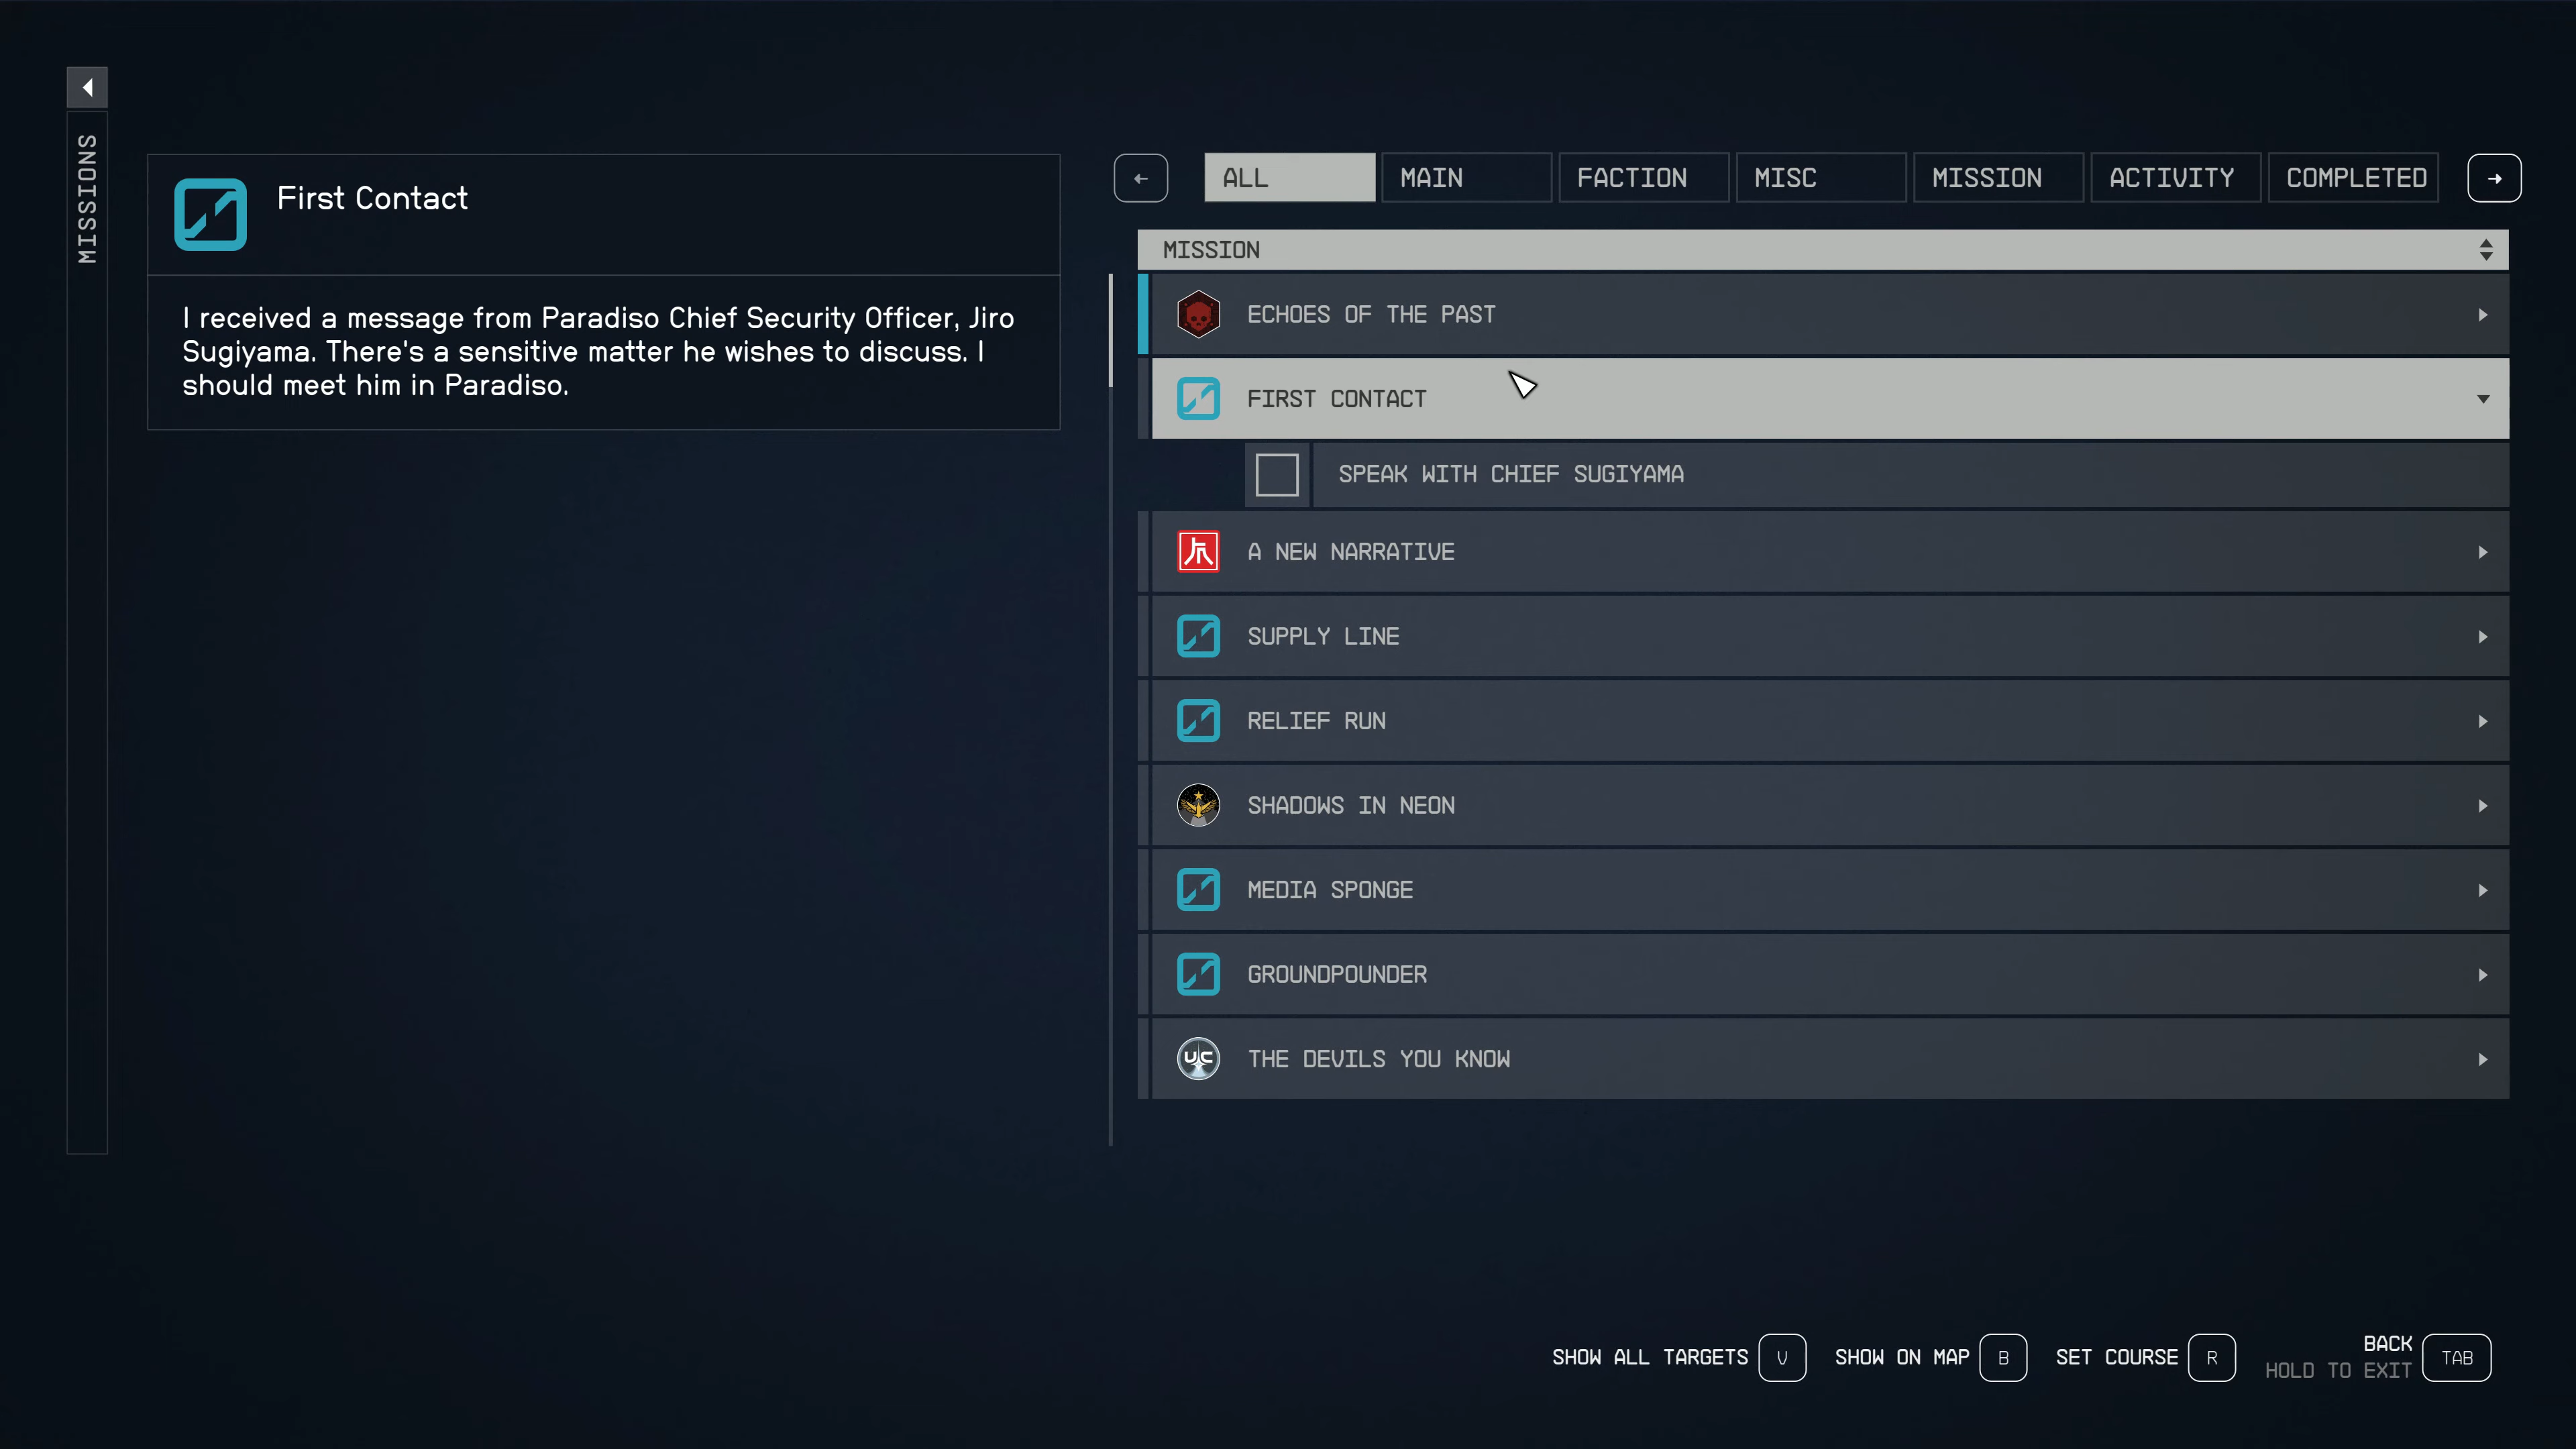 MISSIONS
First Contact
I received a message from Paradiso Chief Security Officer, Jiro
Sugiyama. There's a sensitive matter he wishes to discuss. I
should meet him in Paradiso.
ALL
MAIN
FACTION
MISC
MISSION
ACTIVITY
COMPLETED
MISSION
ECHOES OF THE PAST
FIRST CONTACT
SPEAK WITH CHIEF SUGIYAMA
A NEW NARRATIVE
SUPPLY LINE
RELIEF RUN
SHADOWS IN NEON
MEDIA SPONGE
GROUNDPOUNDER
UC
THE DEVILS YOU KNOW
SHOW ALL TARGETS V
SHOW ON MAP B
SET COURSE R
BACK
HOLD TO EXIT
TAB